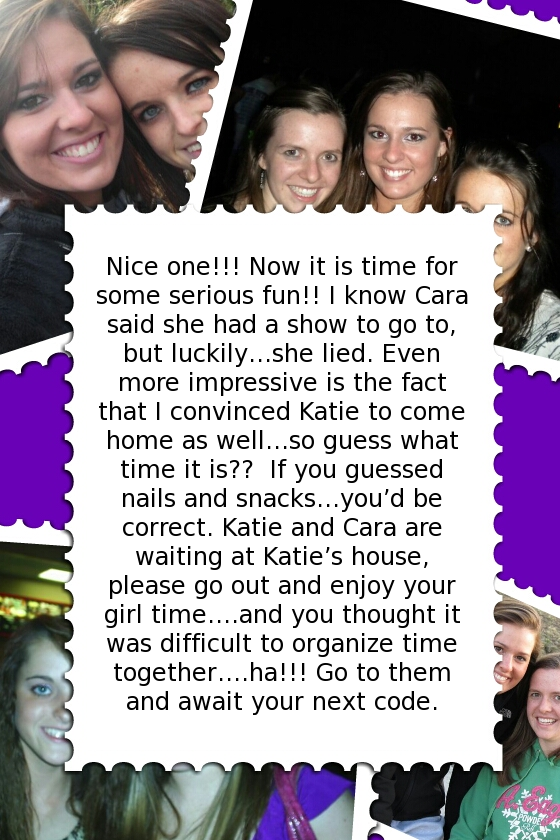 Nice one!!! Now it is time for
some serious fun!! I know Cara
said she had a show to go to,
but luckily...she lied. Even
more impressive is the fact
that I convinced Katie to come
home as well...so guess what
time it is??  If you guessed
nails and snacks...you’d be
correct. Katie and Cara are
waiting at Katie’s house,
please go out and enjoy your
girl time....and you thought it
was difficult to organize time
together....ha!!! Go to them
and await your next code.
POWDER